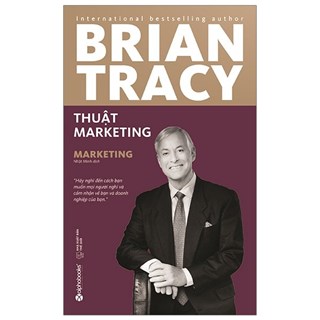 International bestselling author
BRIAN
TRACY
THUẬT
MARKETING
MARKETING
"Hãy nghĩ đến cách bạn
muốn mọi người nghĩ và
cảm nhận về bạn và doanh
nghiệp của bạn."
alphabooks